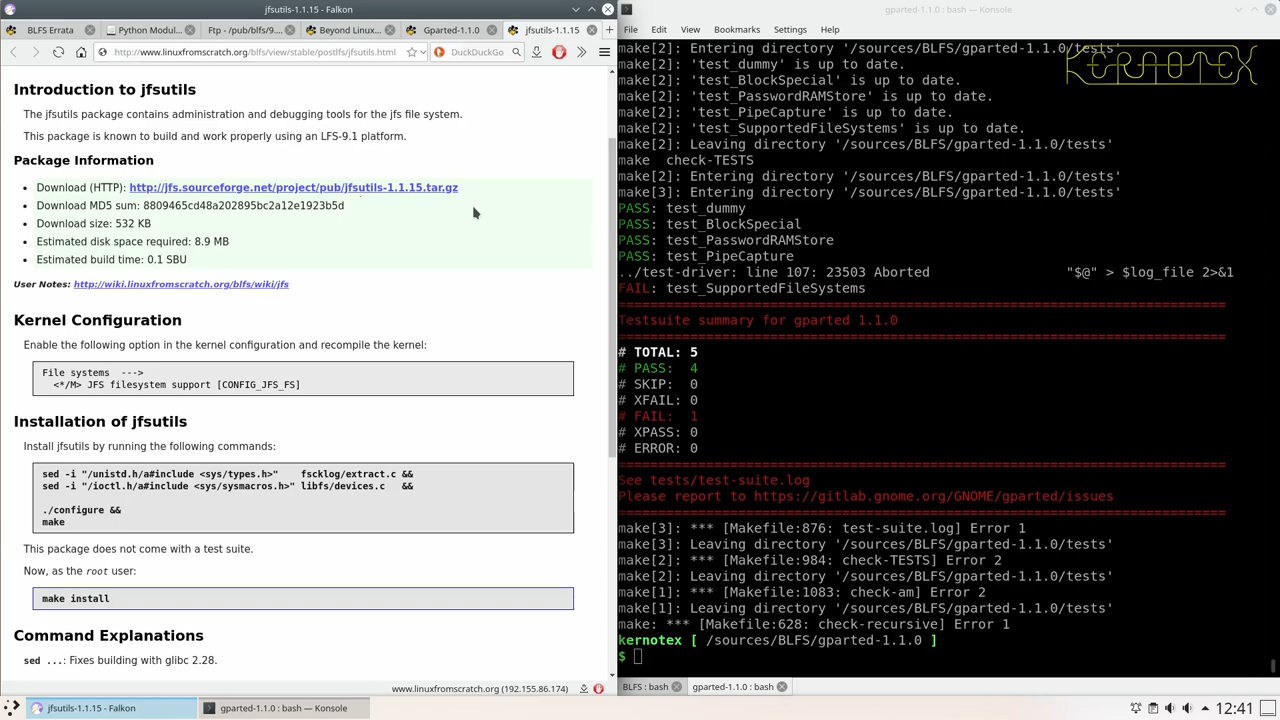 jfsutils-1.1.15 - Falkon
BLFS Errata
Python Modul...
Ftp - /pub/blfs/9....
Beyond Linux...
Gparted-1.1.0
jfsutils-1.1.15
http://www.linuxfromscratch.org/blfs/view/stable/postlfs/jfsutils.html
DuckDuckGo
Introduction to jfsutils
The jfsutils package contains administration and debugging tools for the jfs file system.
This package is known to build and work properly using an LFS-9.1 platform.
Package Information
Download (HTTP): http://jfs.sourceforge.net/project/pub/jfsutils-1.1.15.tar.gz
Download MD5 sum: 8809465cd48a202895bc2a12e1923b5d
Download size: 532 KB
Estimated disk space required: 8.9 MB
Estimated build time: 0.1 SBU
User Notes: http://wiki.linuxfromscratch.org/blfs/wiki/jfs
Kernel Configuration
Enable the following option in the kernel configuration and recompile the kernel:
File systems --->
<*/M> JFS filesystem support [CONFIG_JFS_FS]
Installation of jfsutils
Install jfsutils by running the following commands:
sed -i "/unistd.h/a#include <sys/types.h>"    fscklog/extract.c &&
sed -i "/ioctl.h/a#include <sys/sysmacros.h>" libfs/devices.c   &&
./configure &&
make
This package does not come with a test suite.
Now, as the root user:
make install
Command Explanations
sed ...: Fixes building with glibc 2.28.
www.linuxfromscratch.org (192.155.86.174)
gparted-1.1.0 : bash — Konsole
File Edit View Bookmarks Settings Help
make[2]: Entering directory '/sources/BLFS/gparted-1.1.0/tests'
make[2]: 'test_dummy' is up to date.
make[2]: 'test_BlockSpecial' is up to date.
make[2]: 'test_PasswordRAMStore' is up to date.
make[2]: 'test_PipeCapture' is up to date.
make[2]: 'test_SupportedFileSystems' is up to date.
make[2]: Leaving directory '/sources/BLFS/gparted-1.1.0/tests'
make  check-TESTS
make[2]: Entering directory '/sources/BLFS/gparted-1.1.0/tests'
make[3]: Entering directory '/sources/BLFS/gparted-1.1.0/tests'
PASS: test_dummy
PASS: test_BlockSpecial
PASS: test_PasswordRAMStore
PASS: test_PipeCapture
../test-driver: line 107: 23503 Aborted                 "$@" > $log_file 2>&1
FAIL: test_SupportedFileSystems
============================================================================
Testsuite summary for gparted 1.1.0
============================================================================
# TOTAL: 5
# PASS:  4
# SKIP:  0
# XFAIL: 0
# FAIL:  1
# XPASS: 0
# ERROR: 0
============================================================================
See tests/test-suite.log
Please report to https://gitlab.gnome.org/GNOME/gparted/issues
============================================================================
make[3]: *** [Makefile:876: test-suite.log] Error 1
make[3]: Leaving directory '/sources/BLFS/gparted-1.1.0/tests'
make[2]: *** [Makefile:984: check-TESTS] Error 2
make[2]: Leaving directory '/sources/BLFS/gparted-1.1.0/tests'
make[1]: *** [Makefile:1083: check-am] Error 2
make[1]: Leaving directory '/sources/BLFS/gparted-1.1.0/tests'
make: *** [Makefile:628: check-recursive] Error 1
kernotex [ /sources/BLFS/gparted-1.1.0 ]
$
KERNOTEX
BLFS : bash
gparted-1.1.0 : bash
jfsutils-1.1.15 - Falkon
gparted-1.1.0 : bash — Konsole
12:41